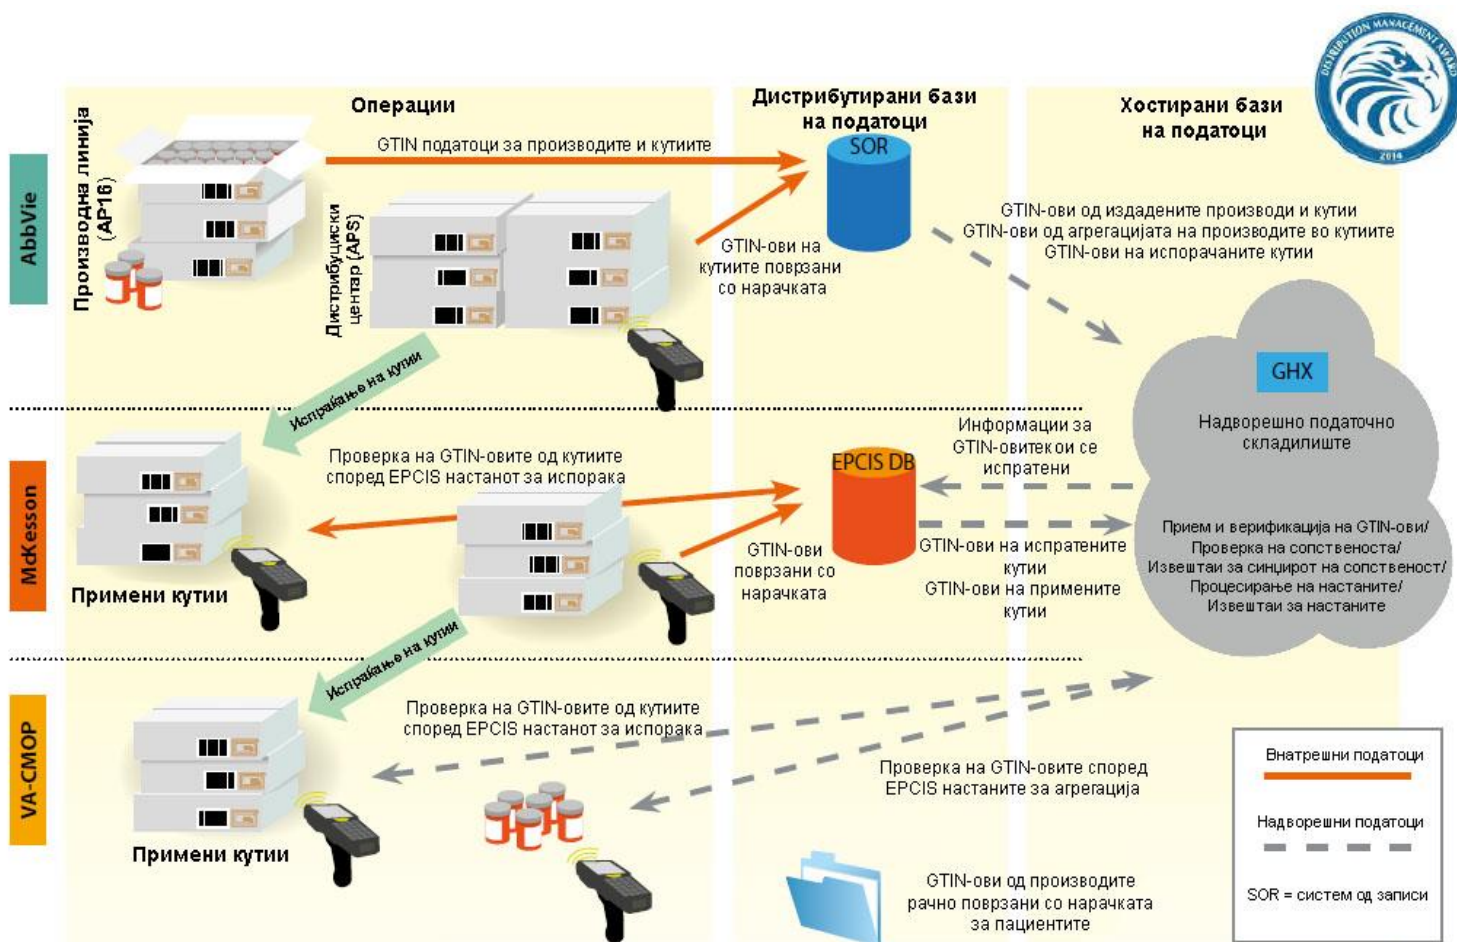 DISTRIBUTION MANAGEMENT AWARD
2014
Операции
Дистрибутирани бази
на податоци
Хостирани бази
на податоци
AbbVie
Производна линија
(AP16)
GTIN податоци за производите и кутиите
SOR
Дистрибуциски
центар (APS)
GTIN-ови на
кутиите поврзани
со нарачката
GTIN-ови од издадените производи и кутии
GTIN-ови од агрегацијата на производите во кутиите
GTIN-ови на испорачаните кутии
Испраќање на кутии
GHX
Надворешно податочно
складилиште
Прием и верификација на GTIN-ови/
Проверка на сопственоста/
Извештаи за синџирот на сопственост/
Процесирање на настаните/
Извештаи за настаните
McKesson
Проверка на GTIN-овите од кутиите
според EPCIS настанот за испорака
EPCIS DB
Информации за
GTIN-овитекои се
испратени
Примени кутии
GTIN-ови
поврзани со
нарачката
GTIN-ови на испратените
кутии
GTIN-ови на примените
кутии
Испраќање на кутии
VA-CMOP
Проверка на GTIN-овите од кутиите
според EPCIS настанот за испорака
Проверка на GTIN-овите според
EPCIS настаните за агрегација
Примени кутии
GTIN-ови од производите
рачно поврзани со нарачката
за пациентите
Внатрешни податоци
Надворешни податоци
SOR = систем од записи